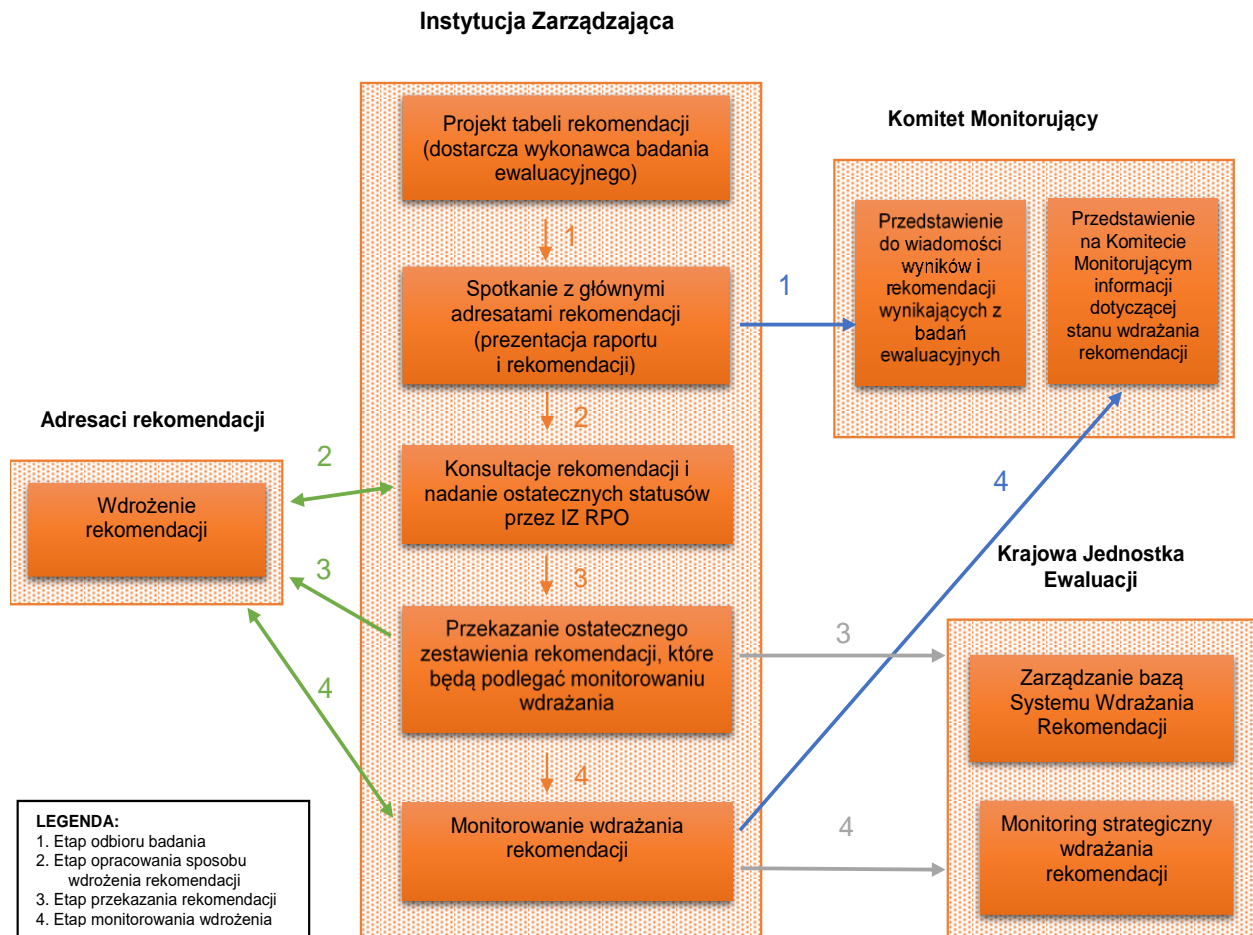 Instytucja Zarządzająca
Projekt tabeli rekomendacji
(dostarcza wykonawca badania
ewaluacyjnego)
1
Spotkanie z głównymi
adresatami rekomendacji
(prezentacja raportu
i rekomendacji)
2
Konsultacje rekomendacji i
nadanie ostatecznych statusów
przez IZ RPO
3
Przekazanie ostatecznego
zestawienia rekomendacji, które
będą podlegać monitorowaniu
wdrażania
4
Monitorowanie wdrażania
rekomendacji
Komitet Monitorujący
Przedstawienie
do wiadomości
wyników i
rekomendacji
wynikających z
badań
ewaluacyjnych
Przedstawienie
na Komitecie
Monitorującym
informacji
dotyczącej
stanu wdrażania
rekomendacji
1
4
Adresaci rekomendacji
Wdrożenie
rekomendacji
2
3
4
Krajowa Jednostka
Ewaluacji
Zarządzanie bazą
Systemu Wdrażania
Rekomendacji
Monitoring strategiczny
wdrażania
rekomendacji
3
4
LEGENDA:
1. Etap odbioru badania
2. Etap opracowania sposobu
wdrożenia rekomendacji
3. Etap przekazania rekomendacji
4. Etap monitorowania wdrożenia